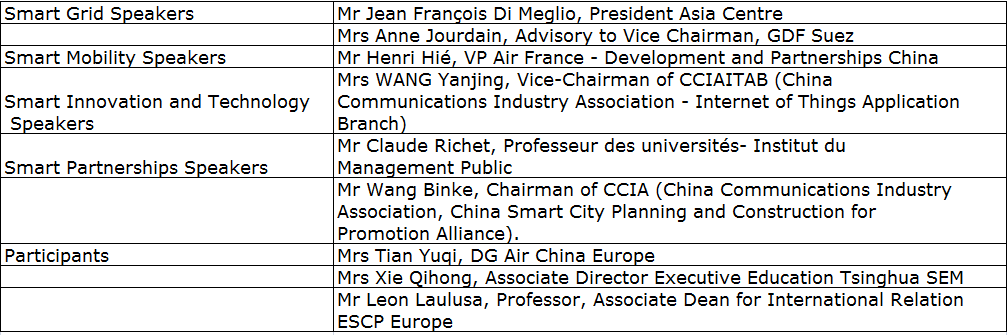 Smart Grid Speakers
Mr Jean François Di Meglio, President Asia Centre
Mrs Anne Jourdain, Advisory to Vice Chairman, GDF Suez
Smart Mobility Speakers
Mr Henri Hié, VP Air France - Development and Partnerships China
Smart Innovation and Technology
Speakers
Mrs WANG Yanjing, Vice-Chairman of CCIAITAB (China
Communications Industry Association - Internet of Things Application
Branch)
Smart Partnerships Speakers
Mr Claude Richet, Professeur des universités- Institut du
Management Public
Mr Wang Binke, Chairman of CCIA (China Communications Industry
Association, China Smart City Planning and Construction for
Promotion Alliance).
Participants
Mrs Tian Yuqi, DG Air China Europe
Mrs Xie Qihong, Associate Director Executive Education Tsinghua SEM
Mr Leon Laulusa, Professor, Associate Dean for International Relation
ESCP Europe